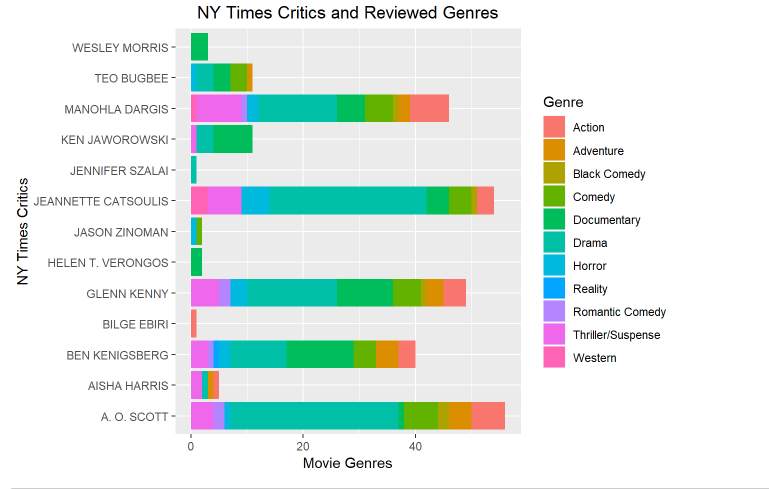 NY Times Critics and Reviewed Genres
NY Times Critics
WESLEY MORRIS
TEO BUGBEE
MANOHLA DARGIS
KEN JAWOROWSKI
JENNIFER SZALAI
JEANNETTE CATSOULIS
JASON ZINOMAN
HELEN T. VERONGOS
GLENN KENNY
BILGE EBIRI
BEN KENIGSBERG
AISHA HARRIS
A. O. SCOTT
0 20 40
Movie Genres
Genre
Action
Adventure
Black Comedy
Comedy
Documentary
Drama
Horror
Reality
Romantic Comedy
Thriller/Suspense
Western